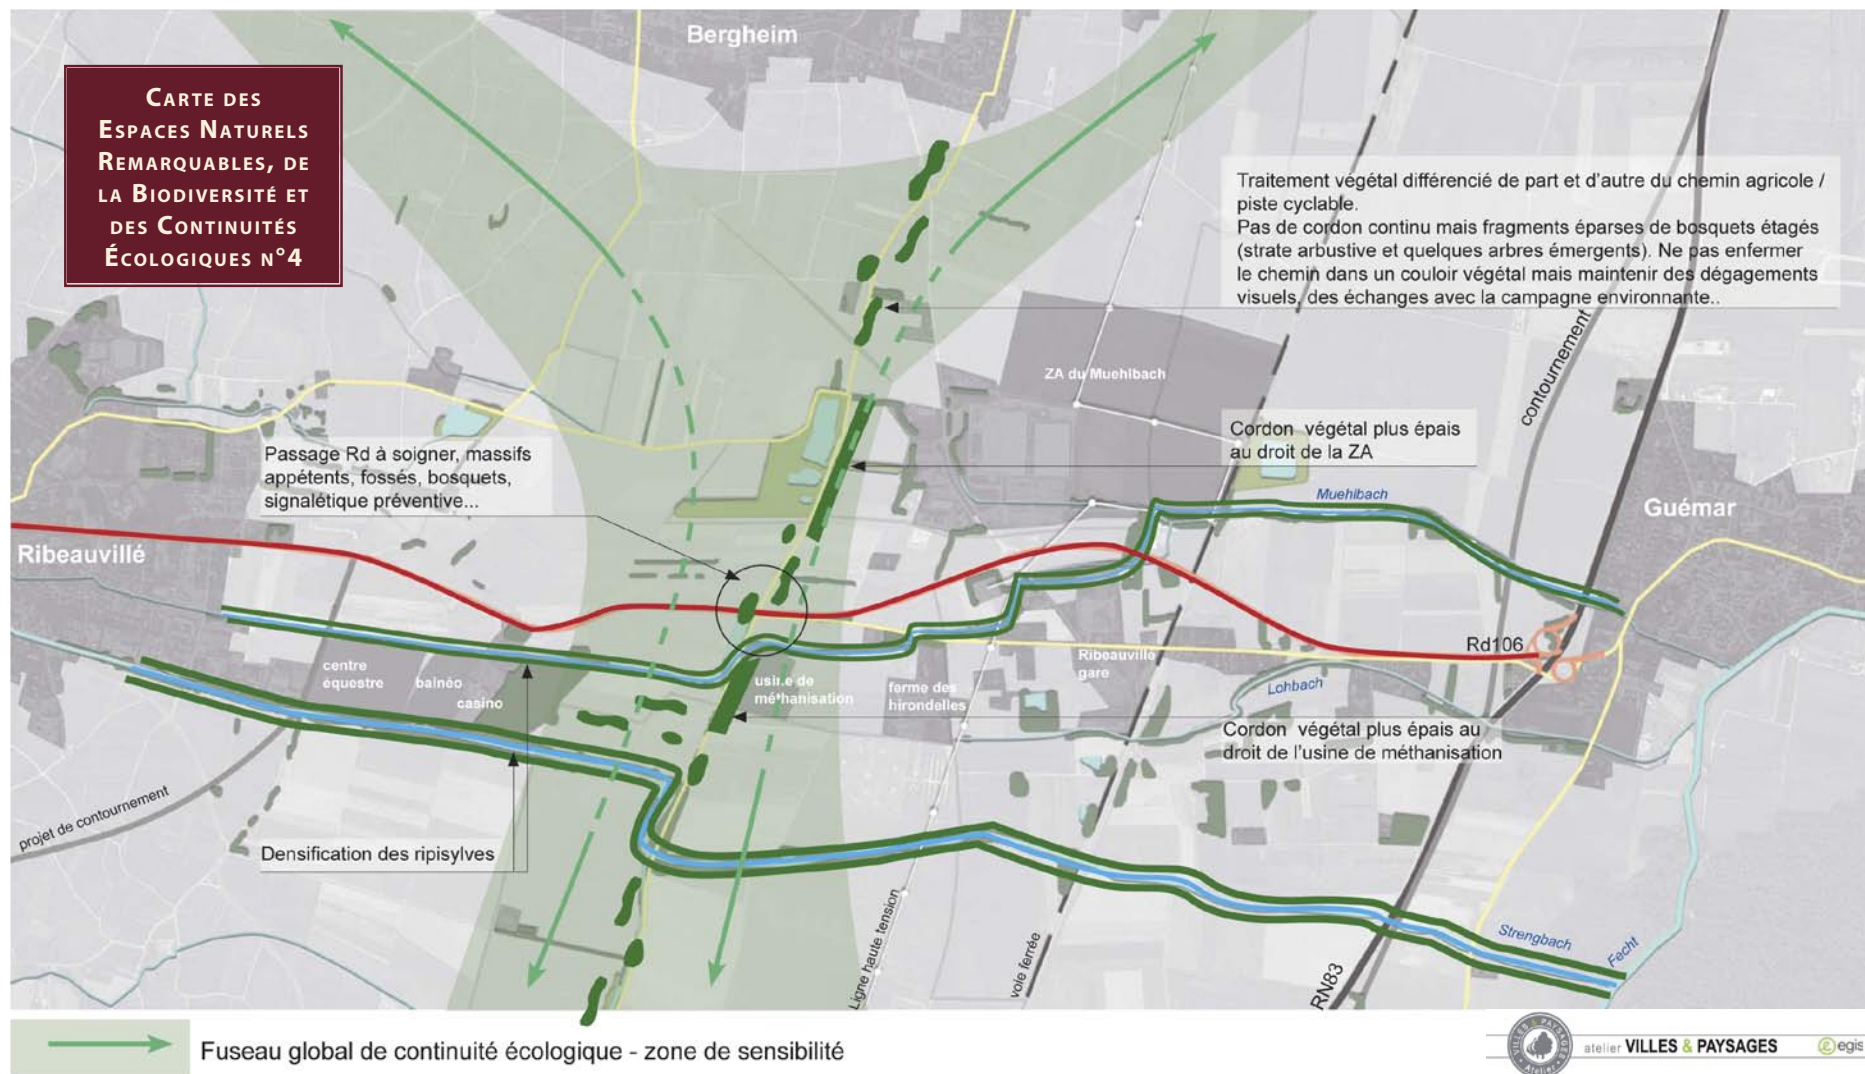 CARTE DES
ESPACES NATURELS
REMARQUABLES, DE
LA BIODIVERSITÉ ET
DES CONTINUITÉS
ÉCOLOGIQUES N°4
Bergheim
Traitement végétal différencié de part et d'autre du chemin agricole /
piste cyclable.
Pas de cordon continu mais fragments éparses de bosquets étagés
(strate arbustive et quelques arbres émergents). Ne pas enfermer
le chemin dans un couloir végétal mais maintenir des dégagements
visuels, des échanges avec la campagne environnante..
contournement
ZA du Muehlbach
Cordon végétal plus épais
au droit de la ZA
Passage Rd à soigner, massifs
appétents, fossés, bosquets,
signalétique préventive...
Muehlbach
Guémar
Ribeauvillé
Rd106
centre
équestre
balnéo
casino
usine de
méthanisation
ferme des
hirondelles
Ribeauvillé
gare
Lohbach
Cordon végétal plus épais au
droit de l'usine de méthanisation
projet de contournement
Densification des ripisylves
Ligne haute tension
voie ferrée
RN83
Strengbach
Fecht
Fuseau global de continuité écologique - zone de sensibilité
VILLES & PAYSAGES
Atelier
atelier VILLES & PAYSAGES
egis